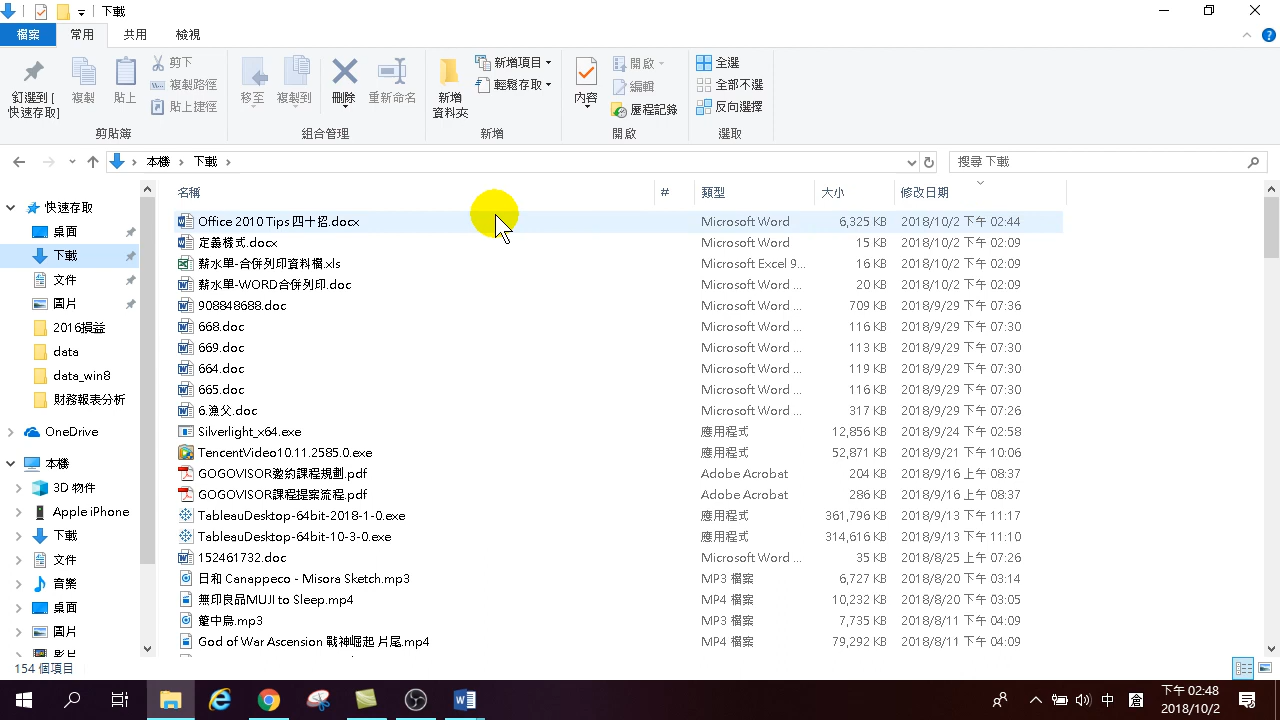 下載
檔案 常用 共用 檢視
釘選到 [快速存取]
複製
貼上
剪下
複製路徑
貼上捷徑
剪貼簿
移至
複製到
刪除
重新命名
組合管理
新增資料夾
新增項目
輕鬆存取
新增
內容
開啟
編輯
歷程記錄
開啟
全選
全部不選
反向選擇
選取
本機 > 下載 >
搜尋 下載
快速存取
桌面
下載
文件
圖片
2016損益
data
data_win8
財務報表分析
OneDrive
本機
3D 物件
Apple iPhone
下載
文件
音樂
桌面
圖片
名稱 # 類型 大小 修改日期
Office 2010 Tips 四十招.docx Microsoft Word 6,325 KB 2018/10/2 下午 02:44
定義樣式.docx Microsoft Word 15 KB 2018/10/2 下午 02:09
薪水單-合併列印資料檔.xls Microsoft Excel 9... 16 KB 2018/10/2 下午 02:09
薪水單-WORD合併列印.doc Microsoft Word ... 20 KB 2018/10/2 下午 02:09
908848688.doc Microsoft Word ... 709 KB 2018/9/29 下午 07:36
668.doc Microsoft Word ... 116 KB 2018/9/29 下午 07:30
669.doc Microsoft Word ... 113 KB 2018/9/29 下午 07:30
664.doc Microsoft Word ... 119 KB 2018/9/29 下午 07:30
665.doc Microsoft Word ... 116 KB 2018/9/29 下午 07:30
6.漁父.doc Microsoft Word ... 317 KB 2018/9/29 下午 07:26
Silverlight_x64.exe 應用程式 12,856 KB 2018/9/24 下午 02:58
TencentVideo10.11.2585.0.exe 應用程式 52,871 KB 2018/9/21 下午 10:06
GOGOVISOR邀約課程規劃.pdf Adobe Acrobat 204 KB 2018/9/16 上午 08:37
GOGOVISOR課程提案流程.pdf Adobe Acrobat 286 KB 2018/9/16 上午 08:37
TableauDesktop-64bit-2018-1-0.exe 應用程式 361,796 KB 2018/9/13 下午 11:17
TableauDesktop-64bit-10-3-0.exe 應用程式 314,616 KB 2018/9/13 下午 11:10
152461732.doc Microsoft Word ... 35 KB 2018/8/25 上午 07:26
日和 Canappeco - Misora Sketch.mp3 MP3 檔案 6,727 KB 2018/8/20 下午 03:14
無印良品MUJI to Sleep.mp4 MP4 檔案 10,232 KB 2018/8/20 下午 03:05
籠中鳥.mp3 MP3 檔案 7,735 KB 2018/8/11 下午 04:09
God of War Ascension 戰神崛起 片尾.mp4 MP4 檔案 79,292 KB 2018/8/11 下午 04:09
154 個項目
中
下午 02:48
2018/10/2